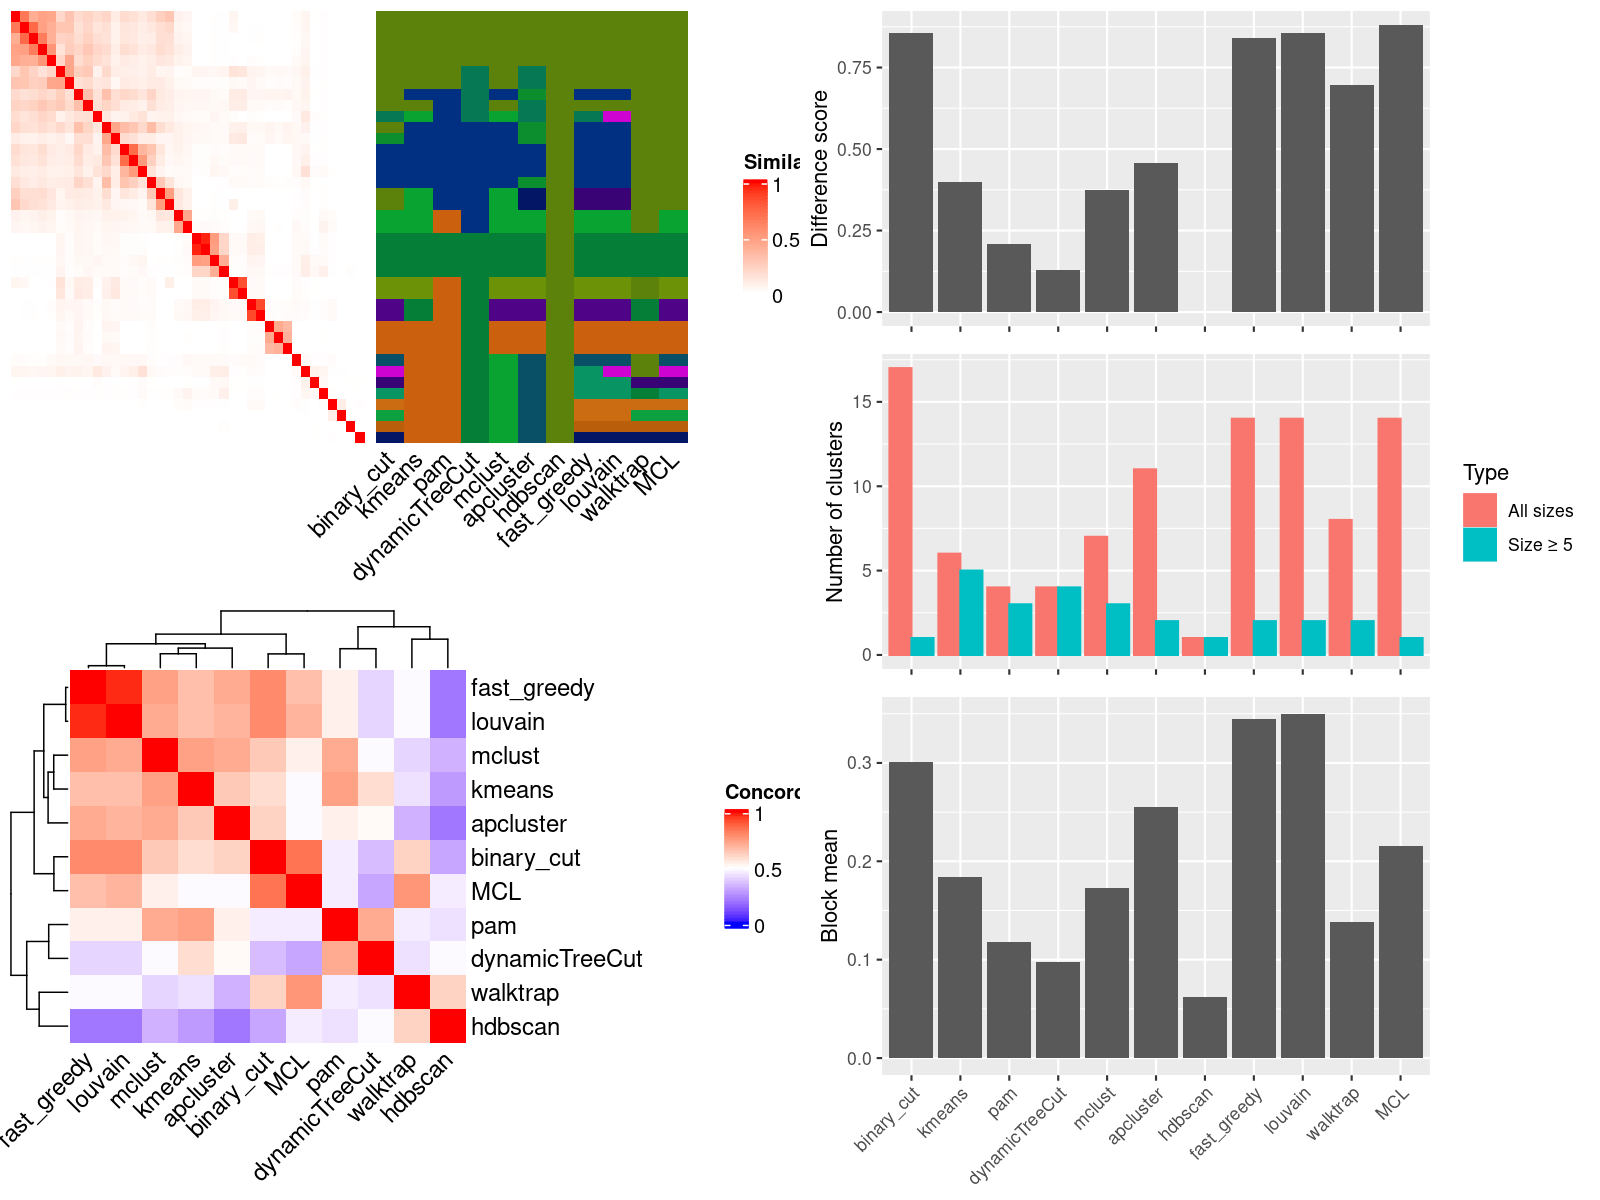 Simila
1
0.5
0
binary_cut
kmeans
pam
dynamicTreeCut
mclust
apcluster
hdbscan
fast_greedy
louvain
walktrap
MCL
Difference score
0.75
0.50
0.25
0.00
Number of clusters
15
10
5
0
Type
All sizes
Size ≥ 5
fast_greedy
louvain
mclust
kmeans
apcluster
binary_cut
MCL
pam
dynamicTreeCut
walktrap
hdbscan
fast_greedy
louvain
mclust
kmeans
apcluster
binary_cut
MCL
pam
dynamicTreeCut
walktrap
hdbscan
Concord
1
0.5
0
Block mean
0.3
0.2
0.1
0.0
binary_cut
kmeans
pam
dynamicTreeCut
mclust
apcluster
hdbscan
fast_greedy
louvain
walktrap
MCL